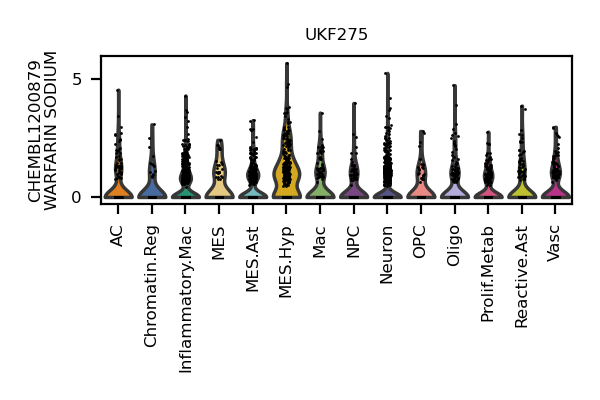 UKF275
CHEMBL1200879
WARFARIN SODIUM
5
0
AC
Chromatin.Reg
Inflammatory.Mac
MES
MES.Ast
MES.Hyp
Mac
NPC
Neuron
OPC
Oligo
Prolif.Metab
Reactive.Ast
Vasc